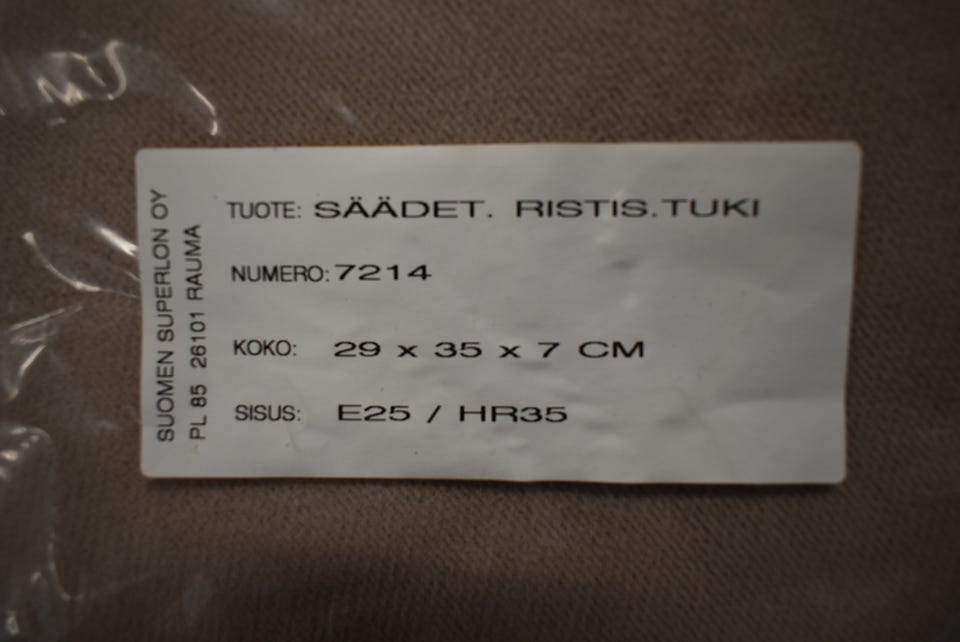 SUOMEN SUPERLON OY
PL 85 26101 RAUMA
TUOTE: SÄÄDET. RISTIS.TUKI
NUMERO: 7214
KOKO: 29 x 35 x 7 CM
SISUS: E25 / HR35